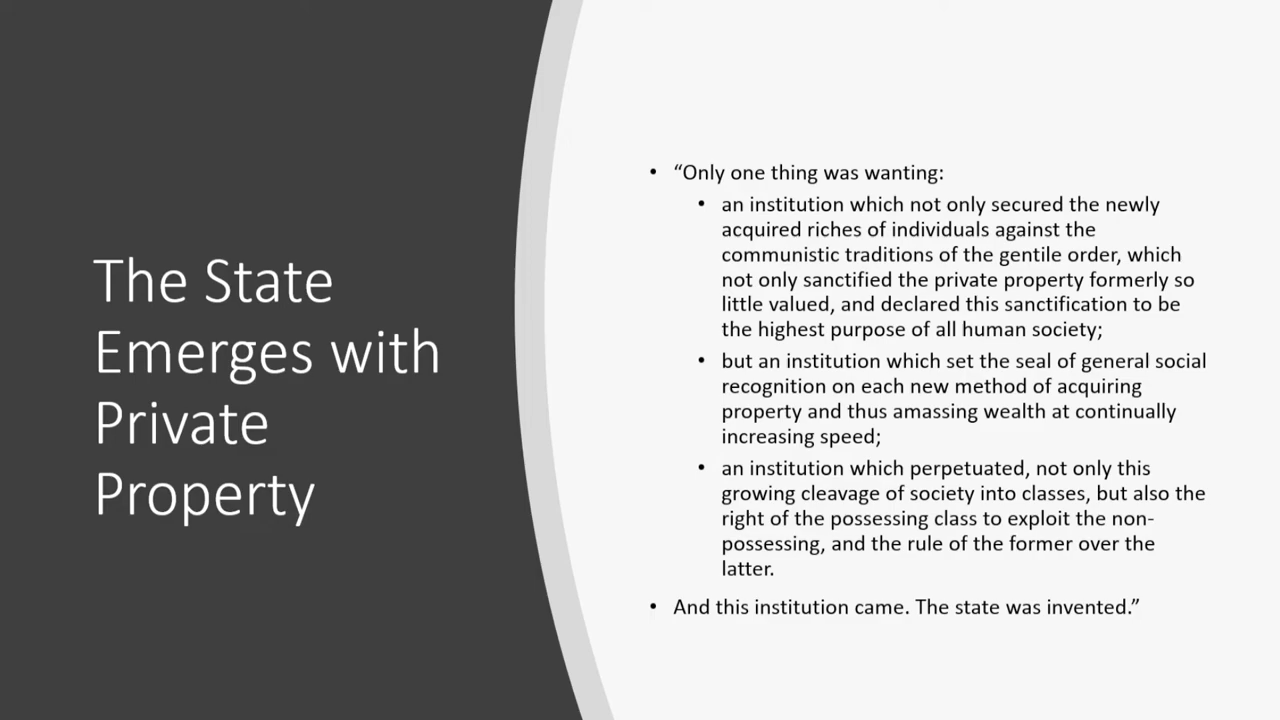 The State
Emerges with
Private
Property
• “Only one thing was wanting:
• an institution which not only secured the newly
acquired riches of individuals against the
communistic traditions of the gentile order, which
not only sanctified the private property formerly so
little valued, and declared this sanctification to be
the highest purpose of all human society;
• but an institution which set the seal of general social
recognition on each new method of acquiring
property and thus amassing wealth at continually
increasing speed;
• an institution which perpetuated, not only this
growing cleavage of society into classes, but also the
right of the possessing class to exploit the non-
possessing, and the rule of the former over the
latter.
• And this institution came. The state was invented.”